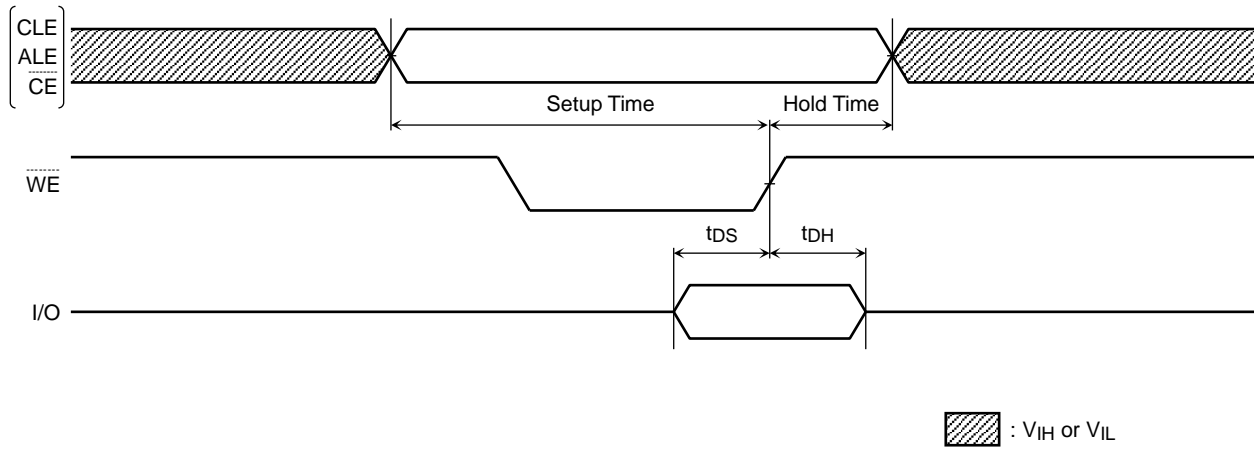 CLE
ALE
CE
Setup Time
Hold Time
WE
tDS
tDH
I/O
: VIH or VIL